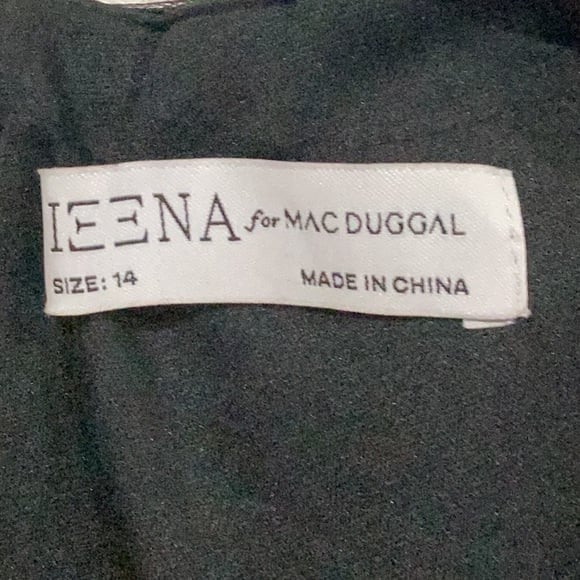 IEENA for MAC DUGGAL
SIZE: 14 MADE IN CHINA